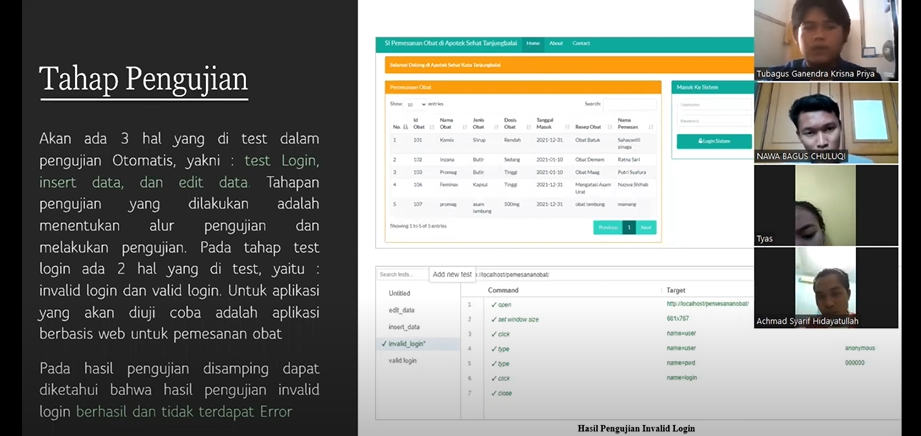 Tahap Pengujian
Akan ada 3 hal yang di test dalam
pengujian Otomatis, yakni : test Login,
insert data, dan edit data. Tahapan
pengujian yang dilakukan adalah
menentukan alur pengujian dan
melakukan pengujian. Pada tahap test
login ada 2 hal yang di test, yaitu :
invalid login dan valid login. Untuk aplikasi
yang akan diuji coba adalah aplikasi
berbasis web untuk pemesanan obat
Pada hasil pengujian disamping dapat
diketahui bahwa hasil pengujian invalid
login berhasil dan tidak terdapat Error
SI Pemesanan Obat di Apotek Sehat Tanjungbalai Home About Contact
Selamat Datang di Apotek Sehat Kota Tanjungbalai
Pemesanan Obat
Show 10 entries Search:
No. Id Obat Nama Obat Jenis Obat Dosis Obat Tanggal Masuk Resep Obat Nama Pemesan
1 101 Komix Sirup Rendah 2021-12-31 Obat Batuk sinaga
2 102 Inzana Butir Sedang 2021-01-10 Obat Demam Ratna Sari
3 103 Promag Butir Tinggi 2021-01-10 Obat Maag Putri Syafura
4 106 Feminax Kapsul Tinggi 2021-12-31 Mengatasi Asam Urat Najwa Shihab
5 107 promag asam lambung 500mg 2021-12-31 obat lambung
Showing 1 to 5 of 5 entries Previous 1 Next
Masuk Ke Sistem
Username
Password
Login Sistem
Search tests... Add new test ://localhost/pemesananobat/
Untitled
edit_data
insert_data
✓ invalid_login*
valid login
Command Target
1 ✓ open http://localhost/pemesananobat/
2 ✓ set window size 661x767
3 ✓ click name=user
4 ✓ type name=user anonymous
5 ✓ type name=pwd 000000
6 ✓ click name=login
7 ✓ close
Hasil Pengujian Invalid Login
Tubagus Ganendra Krisna Priya
NAWA BAGUS CHULUQI
Tyas
Achmad Syarif Hidayatullah